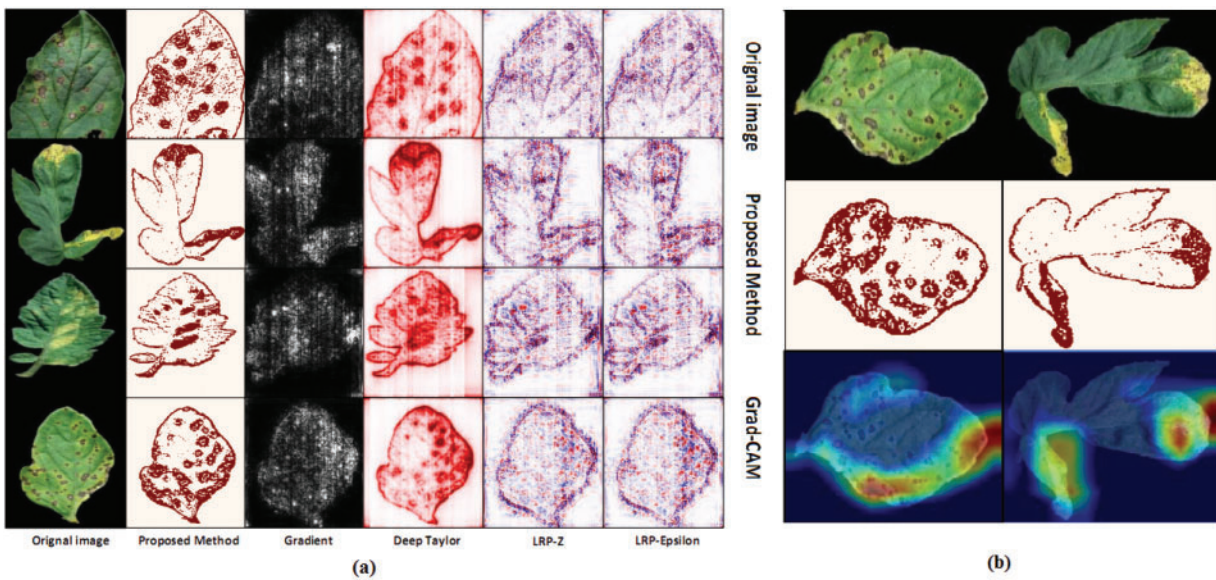 Orignal image
Proposed Method
Gradient
Deep Taylor
LRP-Z
LRP-Epsilon
(a)
Orignal image
Proposed Method
Grad-CAM
(b)